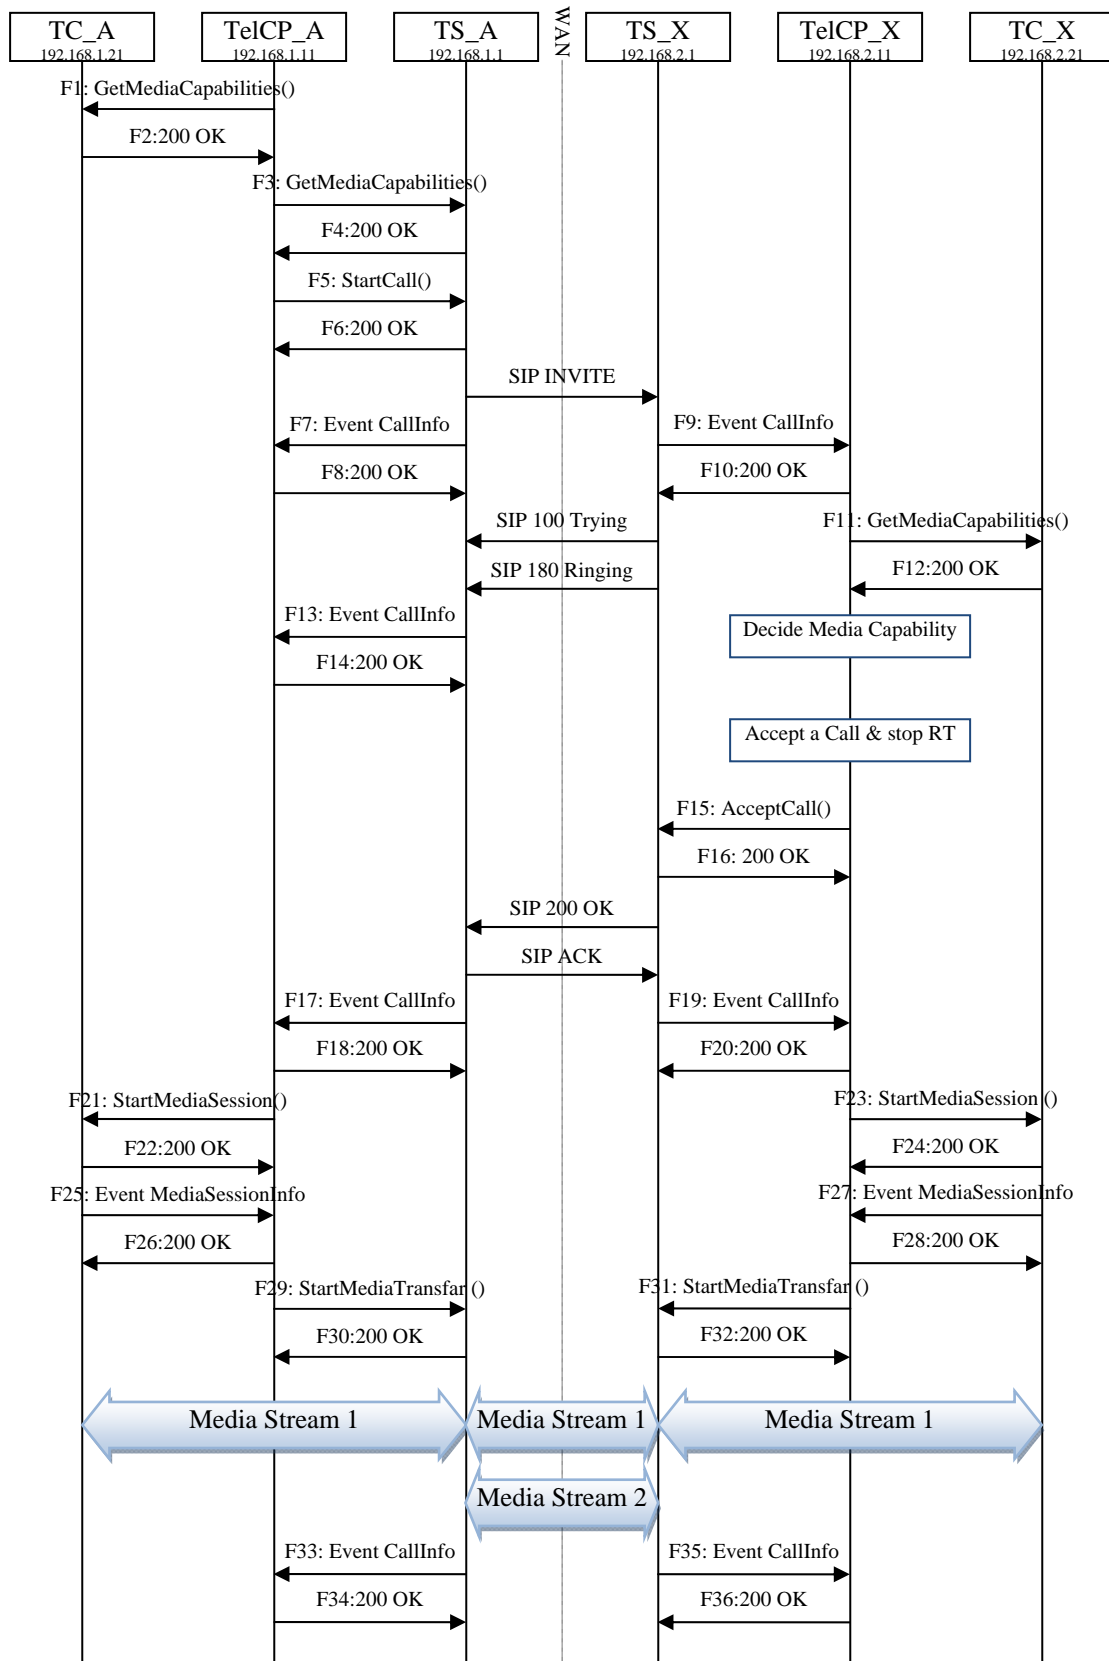 TC_A TelCP_A TS_A WAN TS_X TelCP_X TC_X
192.168.1.21 192.168.1.11 192.168.1.1 192.168.2.1 192.168.2.11 192.168.2.21
F1: GetMediaCapabilities()
F2:200 OK
F3: GetMediaCapabilities()
F4:200 OK
F5: StartCall()
F6:200 OK
SIP INVITE
F7: Event CallInfo F9: Event CallInfo
F8:200 OK F10:200 OK
SIP 100 Trying F11: GetMediaCapabilities()
SIP 180 Ringing F12:200 OK
F13: Event CallInfo Decide Media Capability
F14:200 OK
Accept a Call & stop RT
F15: AcceptCall()
F16: 200 OK
SIP 200 OK
SIP ACK
F17: Event CallInfo F19: Event CallInfo
F18:200 OK F20:200 OK
F21: StartMediaSession() F23: StartMediaSession ()
F22:200 OK F24:200 OK
F25: Event MediaSessionInfo F27: Event MediaSessionInfo
F26:200 OK F28:200 OK
F29: StartMediaTransfar () F31: StartMediaTransfar ()
F30:200 OK F32:200 OK
Media Stream 1 Media Stream 1 Media Stream 1
Media Stream 2
F33: Event CallInfo F35: Event CallInfo
F34:200 OK F36:200 OK